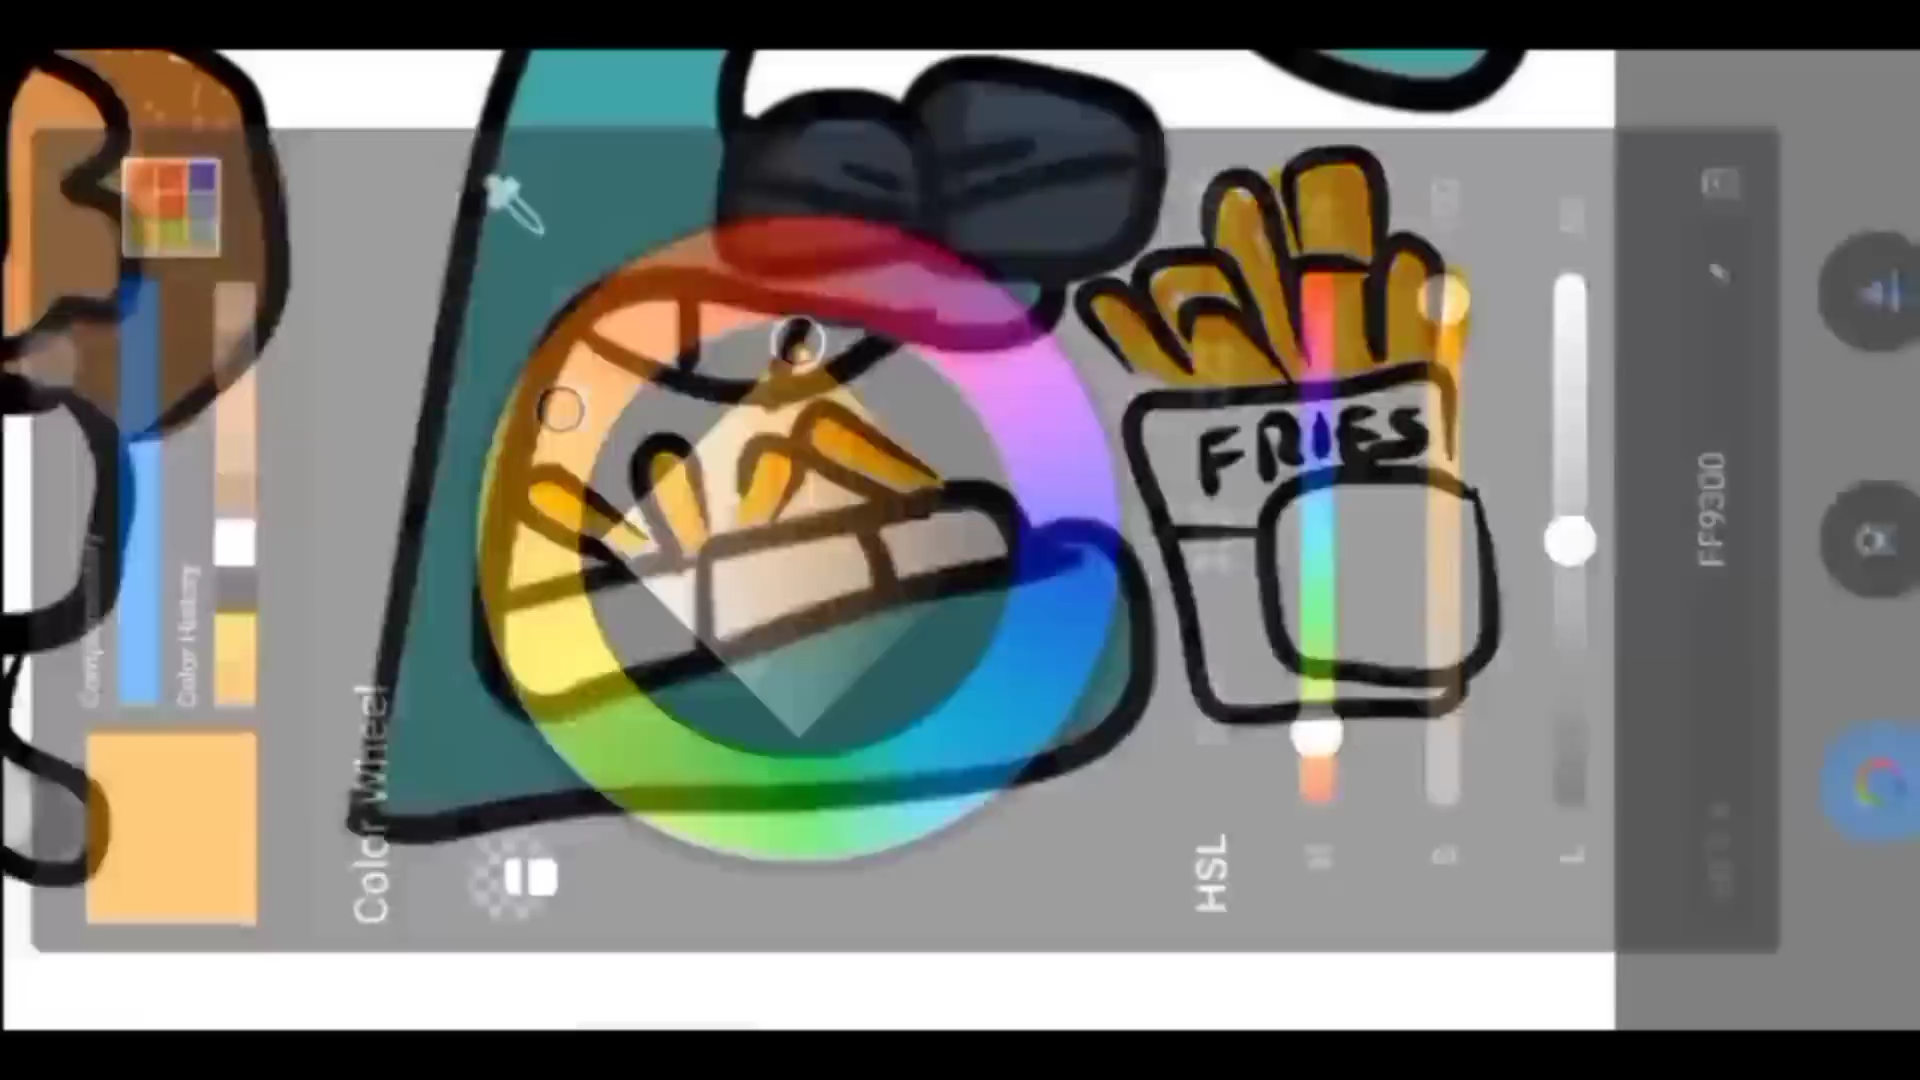 FRIES
Color Wheel
Color History
HSL
H
S
L
FF9300